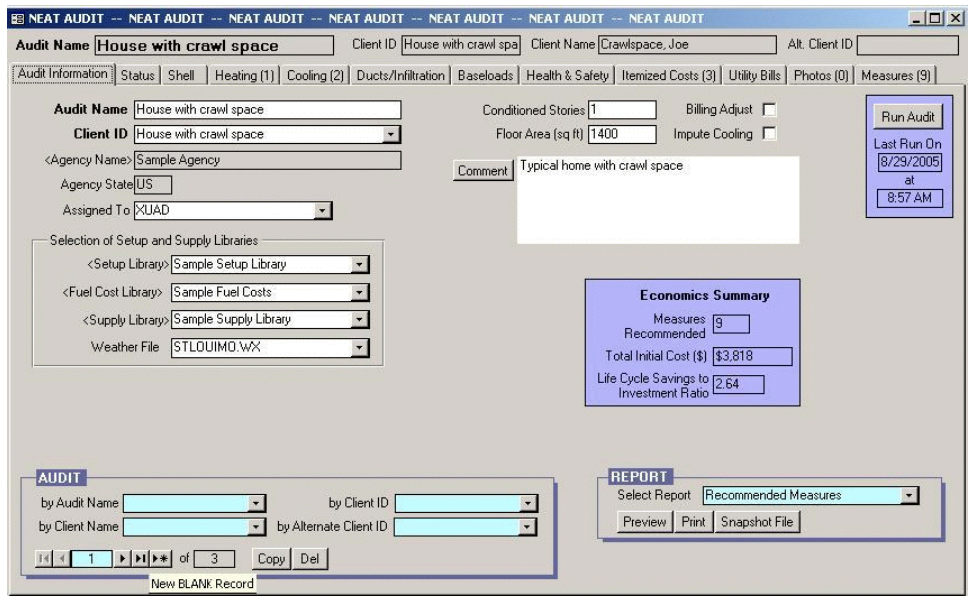 NEAT AUDIT -- NEAT AUDIT -- NEAT AUDIT -- NEAT AUDIT -- NEAT AUDIT -- NEAT AUDIT -- NEAT AUDIT
Audit Name House with crawl space Client ID House with crawl spa Client Name Crawlspace, Joe Alt. Client ID
Audit Information Status Shell Heating (1) Cooling (2) Ducts/Infiltration Baseloads Health & Safety Itemized Costs (3) Utility Bills Photos (0) Measures (9)
Audit Name House with crawl space
Client ID House with crawl space
<Agency Name> Sample Agency
Agency State US
Assigned To XUAD
Conditioned Stories 1 Billing Adjust
Floor Area (sq ft) 1400 Impute Cooling
Comment Typical home with crawl space
Run Audit
Last Run On
8/29/2005
at
8:57 AM
Selection of Setup and Supply Libraries
<Setup Library> Sample Setup Library
<Fuel Cost Library> Sample Fuel Costs
<Supply Library> Sample Supply Library
Weather File STLOUIMO.WX
Economics Summary
Measures Recommended 9
Total Initial Cost ($) $3,818
Life Cycle Savings to Investment Ratio 2.64
AUDIT
by Audit Name by Client ID
by Client Name by Alternate Client ID
1 of 3 Copy Del
New BLANK Record
REPORT
Select Report Recommended Measures
Preview Print Snapshot File